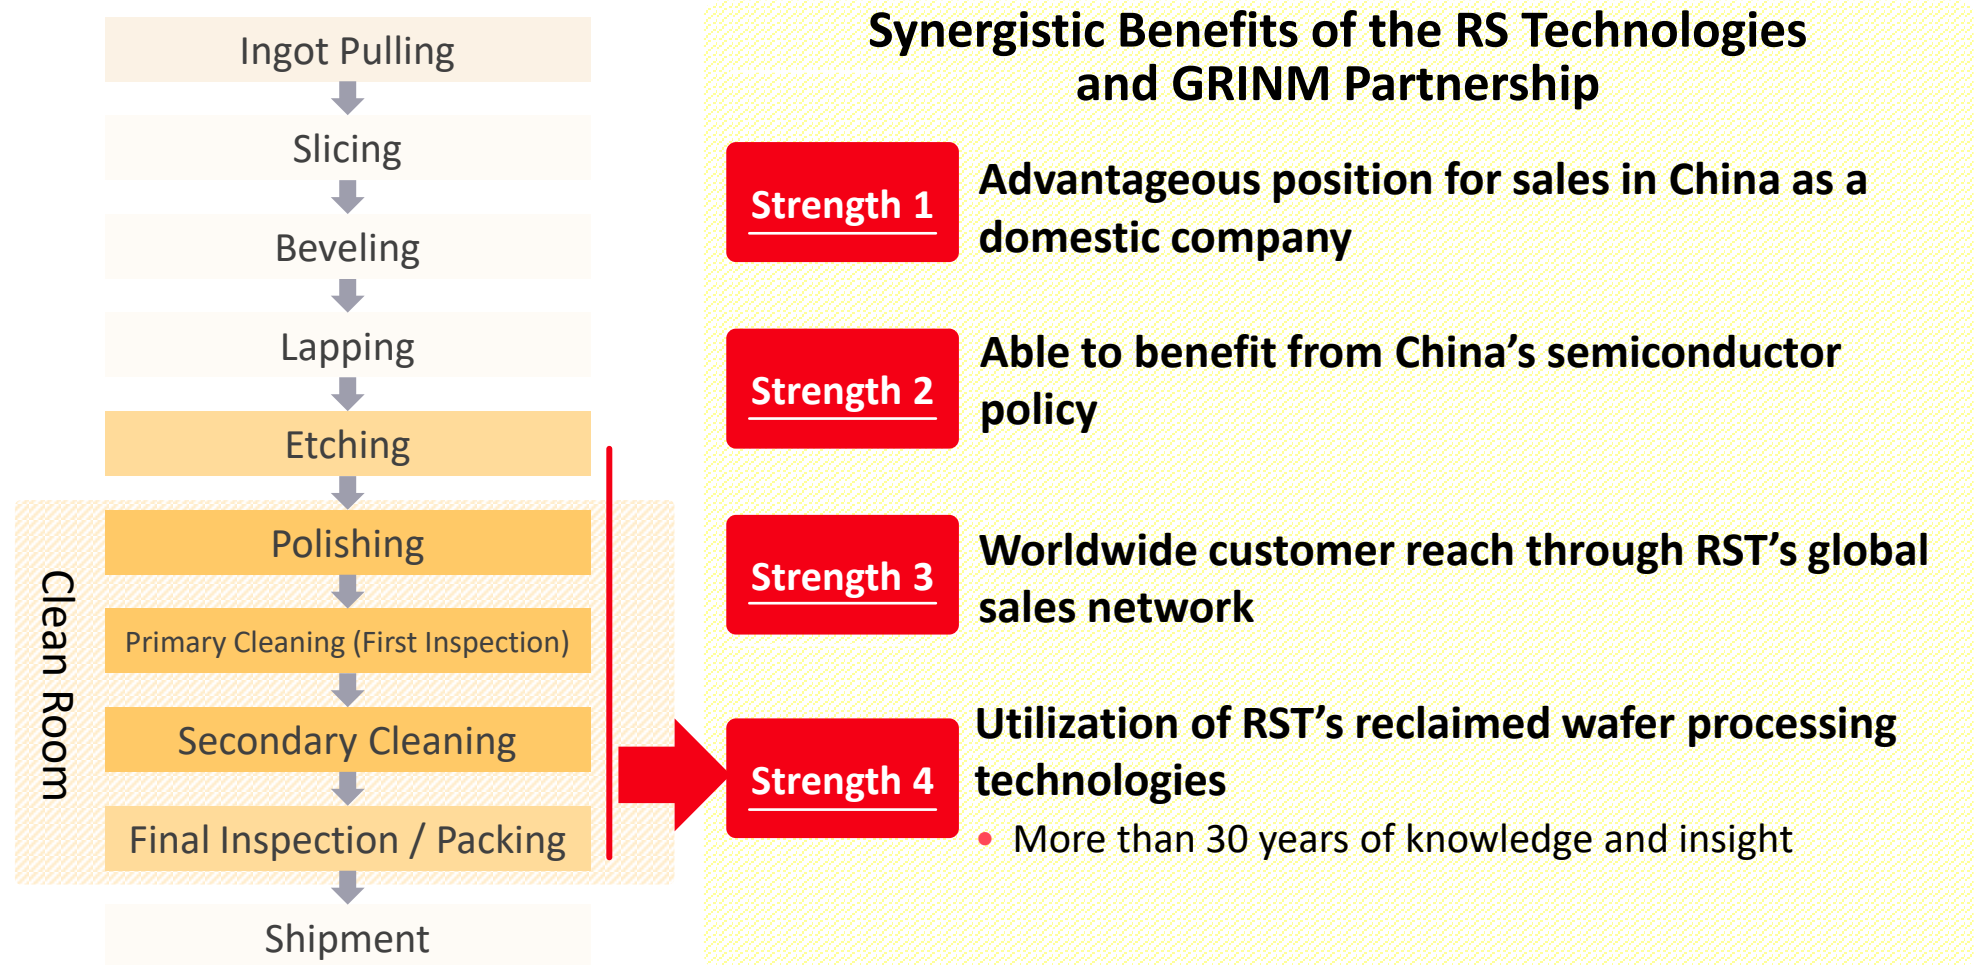 Ingot Pulling
Slicing
Beveling
Lapping
Etching
Clean Room
Polishing
Primary Cleaning (First Inspection)
Secondary Cleaning
Final Inspection / Packing
Shipment
Synergistic Benefits of the RS Technologies
and GRINM Partnership
Strength 1
Advantageous position for sales in China as a
domestic company
Strength 2
Able to benefit from China’s semiconductor
policy
Strength 3
Worldwide customer reach through RST’s global
sales network
Strength 4
Utilization of RST’s reclaimed wafer processing
technologies
• More than 30 years of knowledge and insight